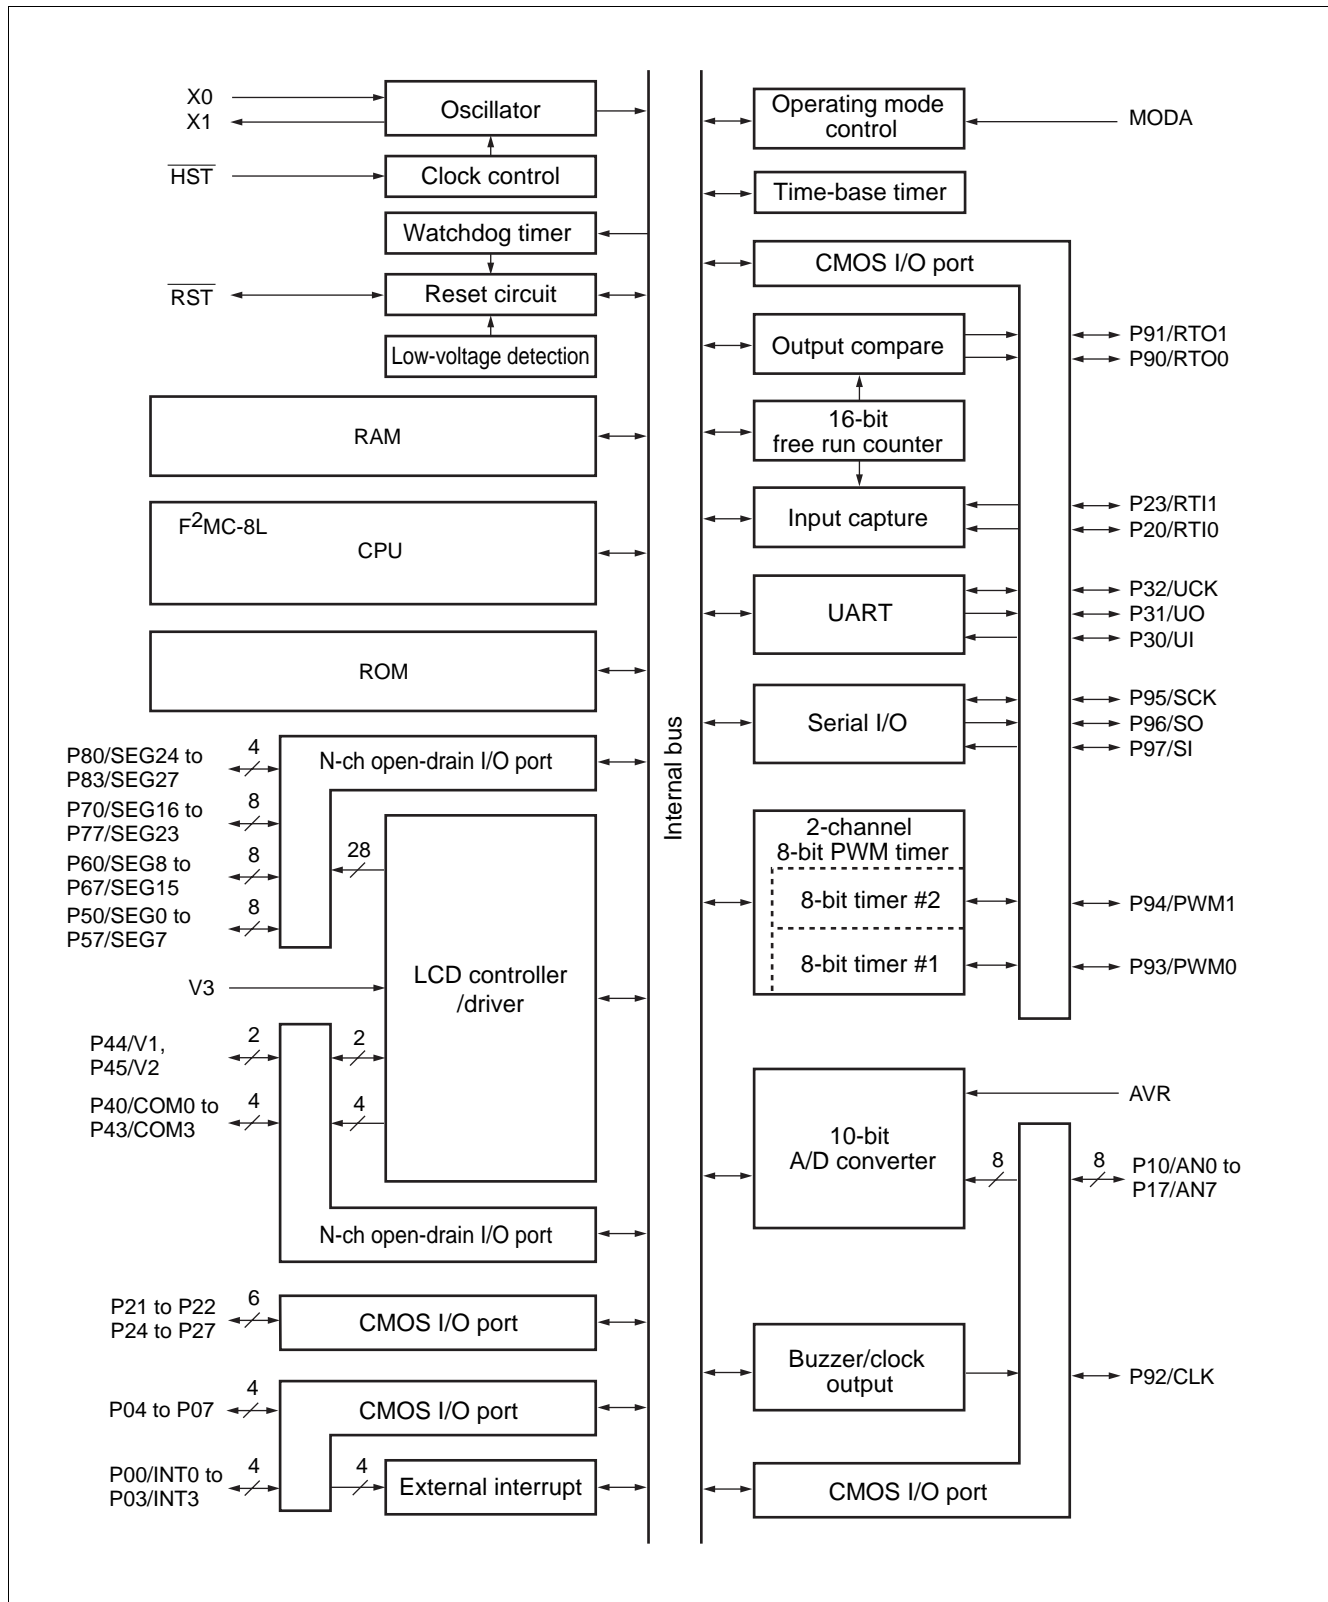 X0
X1
Oscillator
HST
Clock control
Watchdog timer
RST
Reset circuit
Low-voltage detection
RAM
F2MC-8L
CPU
ROM
P80/SEG24 to
P83/SEG27
4
N-ch open-drain I/O port
P70/SEG16 to
P77/SEG23
8
P60/SEG8 to
P67/SEG15
8
28
P50/SEG0 to
P57/SEG7
8
LCD controller
/driver
V3
P44/V1,
P45/V2
2
2
P40/COM0 to
P43/COM3
4
4
N-ch open-drain I/O port
P21 to P22
P24 to P27
6
CMOS I/O port
P04 to P07
4
CMOS I/O port
P00/INT0 to
P03/INT3
4
4
External interrupt
Internal bus
Operating mode
control
MODA
Time-base timer
CMOS I/O port
Output compare
P91/RTO1
P90/RTO0
16-bit
free run counter
Input capture
P23/RTI1
P20/RTI0
UART
P32/UCK
P31/UO
P30/UI
Serial I/O
P95/SCK
P96/SO
P97/SI
2-channel
8-bit PWM timer
8-bit timer #2
P94/PWM1
8-bit timer #1
P93/PWM0
AVR
10-bit
A/D converter
8
8
P10/AN0 to
P17/AN7
Buzzer/clock
output
P92/CLK
CMOS I/O port